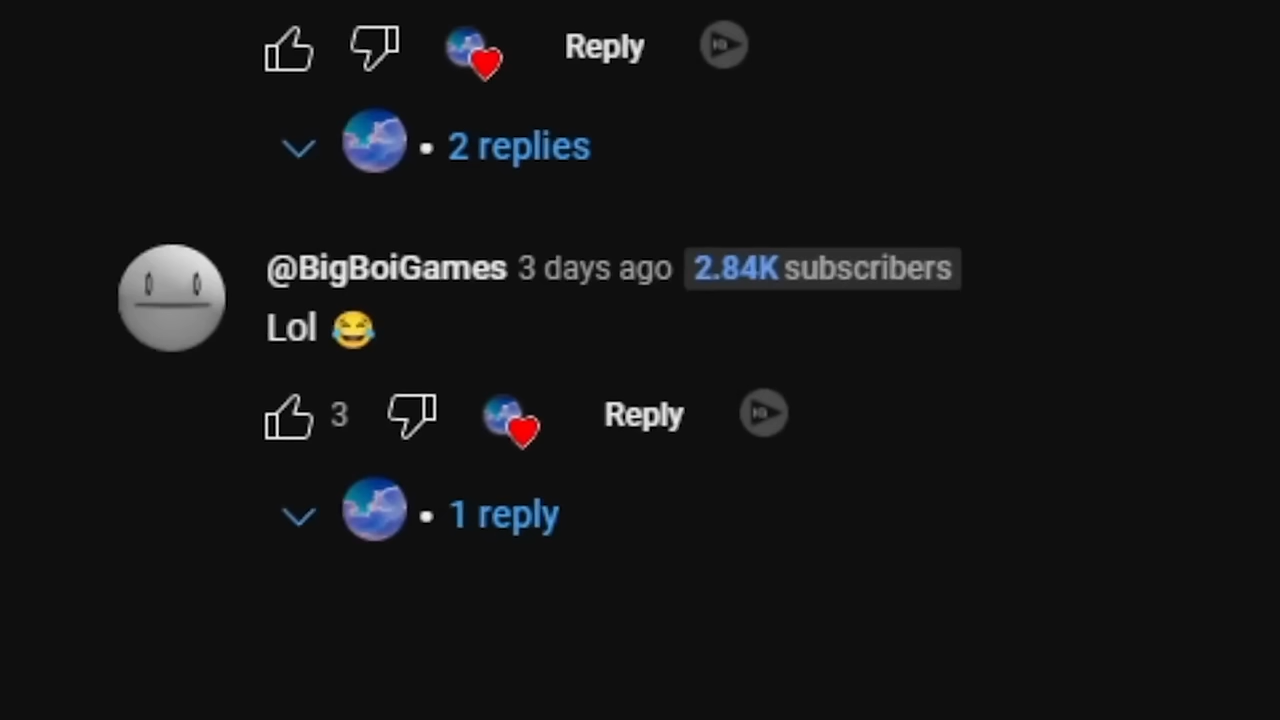 Reply
• 2 replies
@BigBoiGames 3 days ago 2.84K subscribers
Lol 😂
3 Reply
• 1 reply